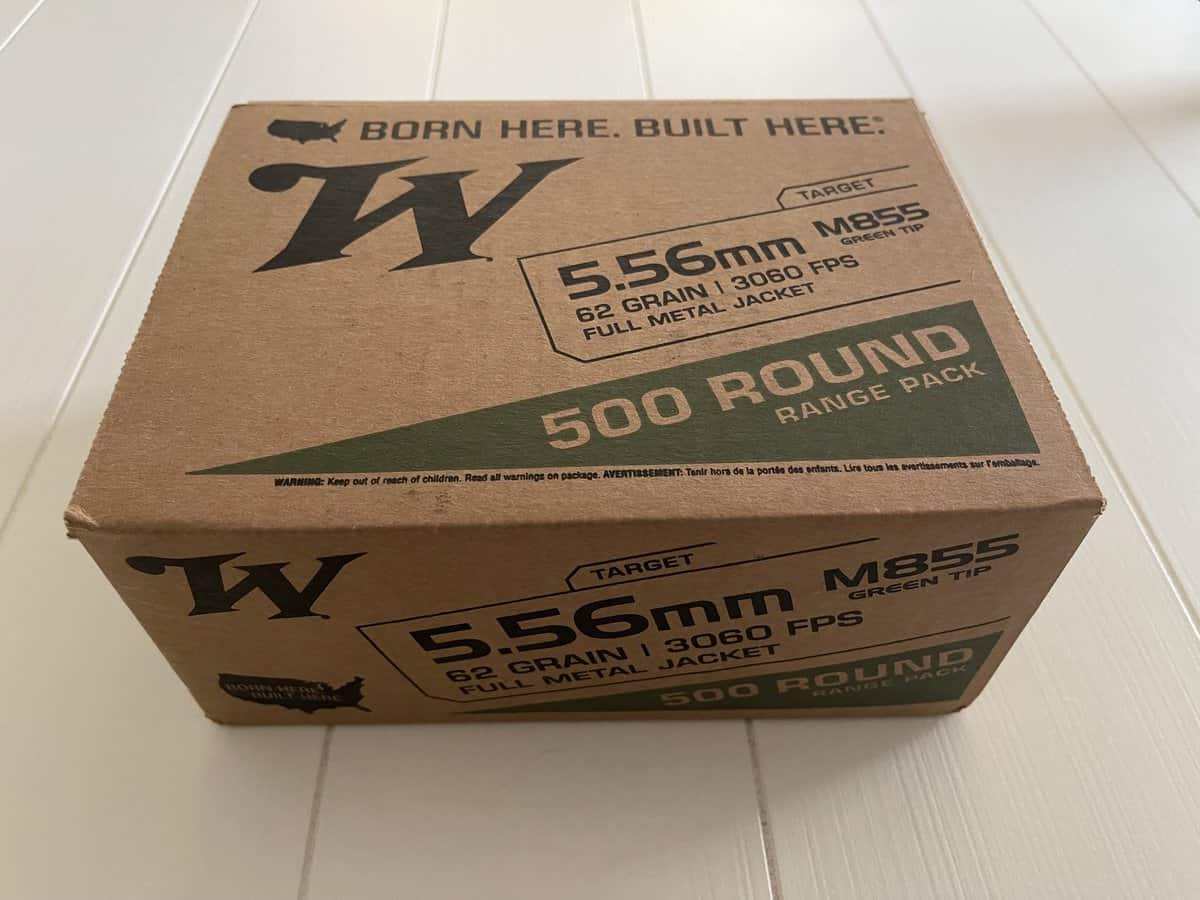 BORN HERE. BUILT HERE.®
W
TARGET
5.56mm M855
GREEN TIP
62 GRAIN | 3060 FPS
FULL METAL JACKET
500 ROUND
RANGE PACK
WARNING: Keep out of reach of children. Read all warnings on package. AVERTISSEMENT: Tenir hors de la portée des enfants. Lire tous les avertissements sur l'emballage.
W
TARGET
5.56mm M855
GREEN TIP
62 GRAIN | 3060 FPS
FULL METAL JACKET
BORN HERE.
BUILT HERE.
500 ROUND
RANGE PACK